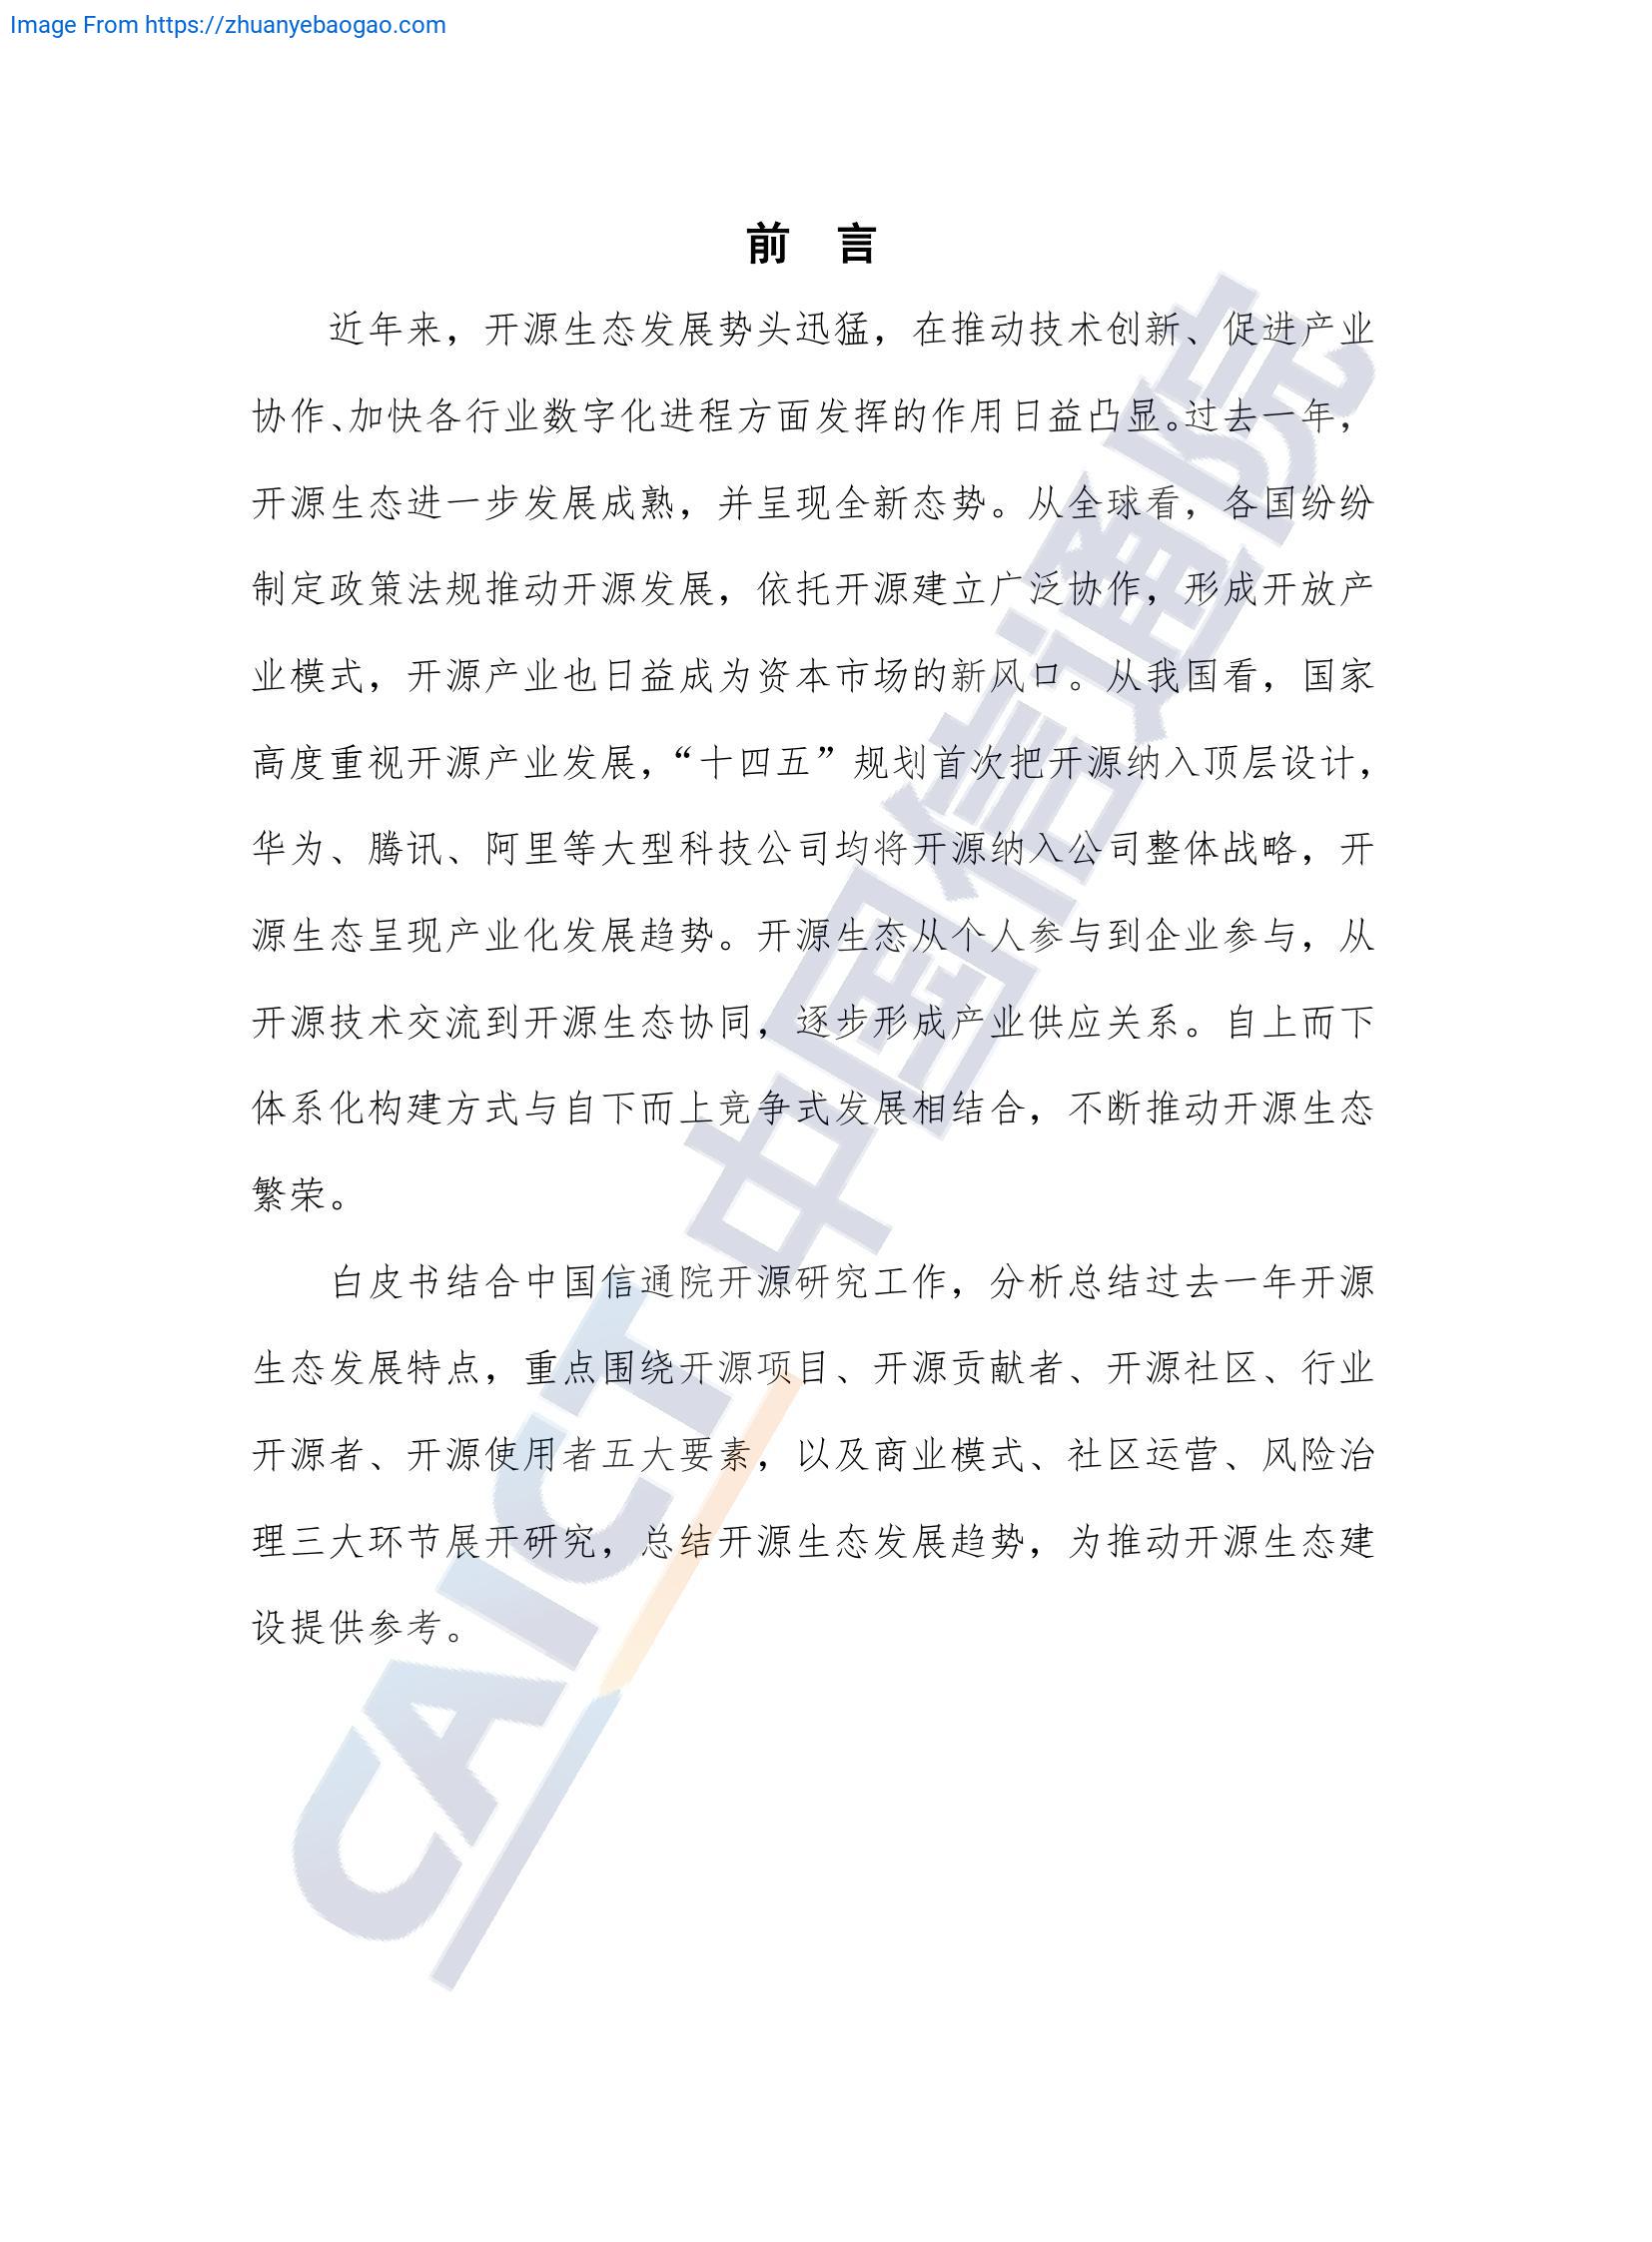 Image From https://zhuanyebaogao.com
前 言
近年来，开源生态发展势头迅猛，在推动技术创新、促进产业
协作、加快各行业数字化进程方面发挥的作用日益凸显。过去一年，
开源生态进一步发展成熟，并呈现全新态势。从全球看，各国纷纷
制定政策法规推动开源发展，依托开源建立广泛协作，形成开放产
业模式，开源产业也日益成为资本市场的新风口。从我国看，国家
高度重视开源产业发展，“十四五”规划首次把开源纳入顶层设计，
华为、腾讯、阿里等大型科技公司均将开源纳入公司整体战略，开
源生态呈现产业化发展趋势。开源生态从个人参与到企业参与，从
开源技术交流到开源生态协同，逐步形成产业供应关系。自上而下
体系化构建方式与自下而上竞争式发展相结合，不断推动开源生态
繁荣。
白皮书结合中国信通院开源研究工作，分析总结过去一年开源
生态发展特点，重点围绕开源项目、开源贡献者、开源社区、行业
开源者、开源使用者五大要素，以及商业模式、社区运营、风险治
理三大环节展开研究，总结开源生态发展趋势，为推动开源生态建
设提供参考。
CAICT 中国信通院